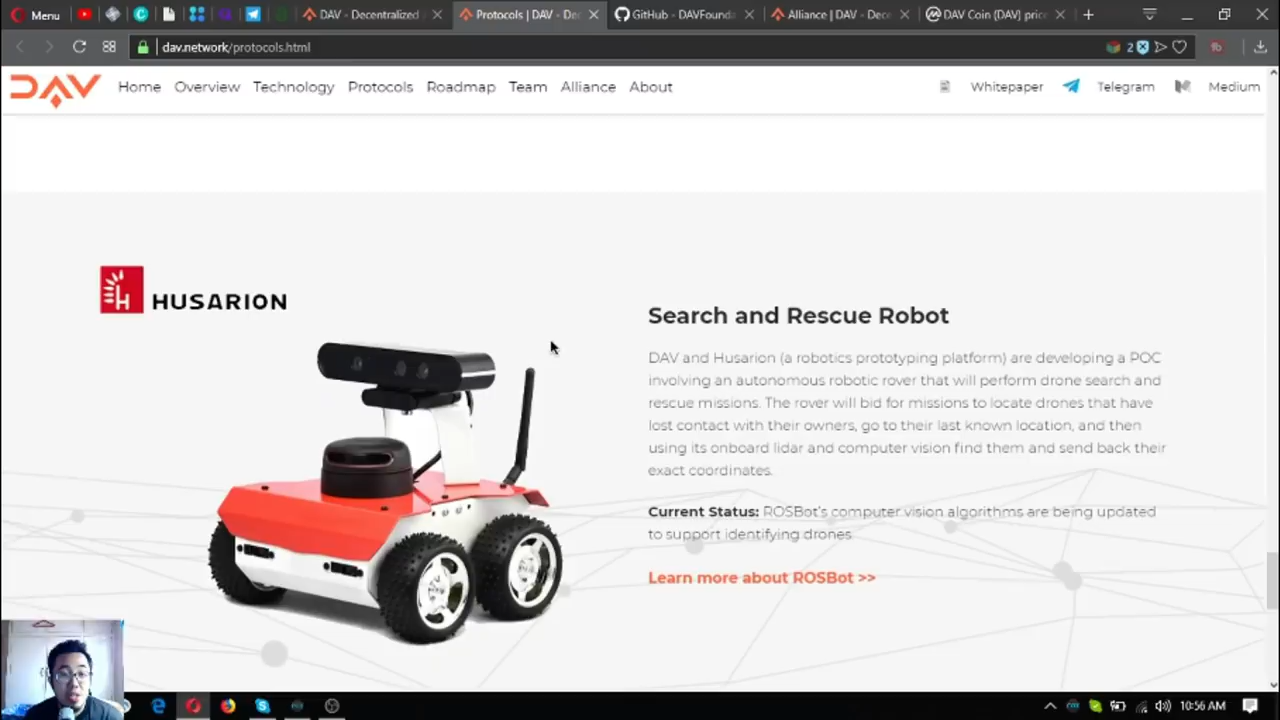 Menu
DAV - Decentralized
Protocols | DAV - Dec
GitHub - DAVFounda
Alliance | DAV - Dece
DAV Coin (DAV) price
dav.network/protocols.html
2
DAV
Home
Overview
Technology
Protocols
Roadmap
Team
Alliance
About
Whitepaper
Telegram
Medium
H HUSARION
Search and Rescue Robot
DAV and Husarion (a robotics prototyping platform) are developing a POC
involving an autonomous robotic rover that will perform drone search and
rescue missions. The rover will bid for missions to locate drones that have
lost contact with their owners, go to their last known location, and then
using its onboard lidar and computer vision find them and send back their
exact coordinates.
Current Status: ROSBot's computer vision algorithms are being updated
to support identifying drones.
Learn more about ROSBot >>
10:56 AM